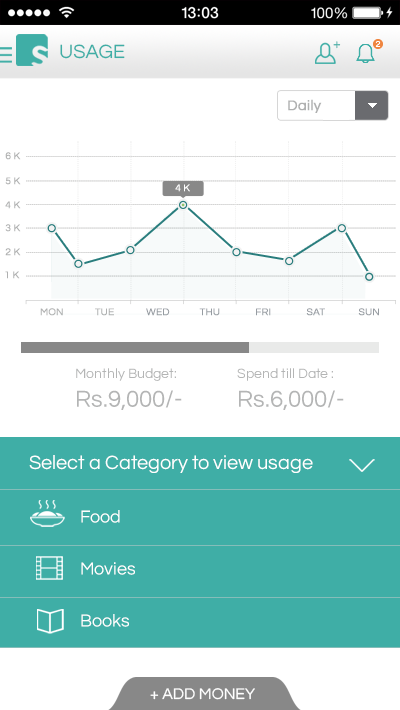 13:03 100%
S USAGE 2
Daily
6 K
5 K
4 K
4 K
3 K
2 K
1 K
MON TUE WED THU FRI SAT SUN
Monthly Budget: Spend till Date :
Rs.9,000/- Rs.6,000/-
Select a Category to view usage
Food
Movies
Books
+ ADD MONEY